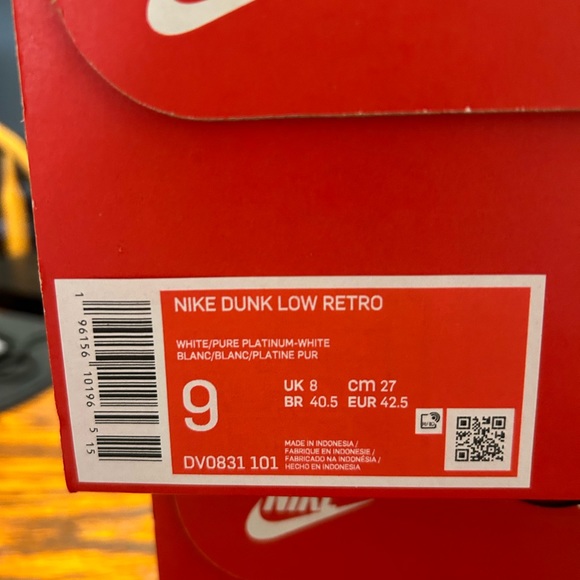 NIKE DUNK LOW RETRO
WHITE/PURE PLATINUM-WHITE
BLANC/BLANC/PLATINE PUR
9
UK 8 cm 27
BR 40.5 EUR 42.5
DV0831 101
MADE IN INDONESIA /
FABRIQUE EN INDONESIE /
FABRICADO NA INDONÉSIA /
HECHO EN INDONESIA
1 96156 10196 5 15
NIKE